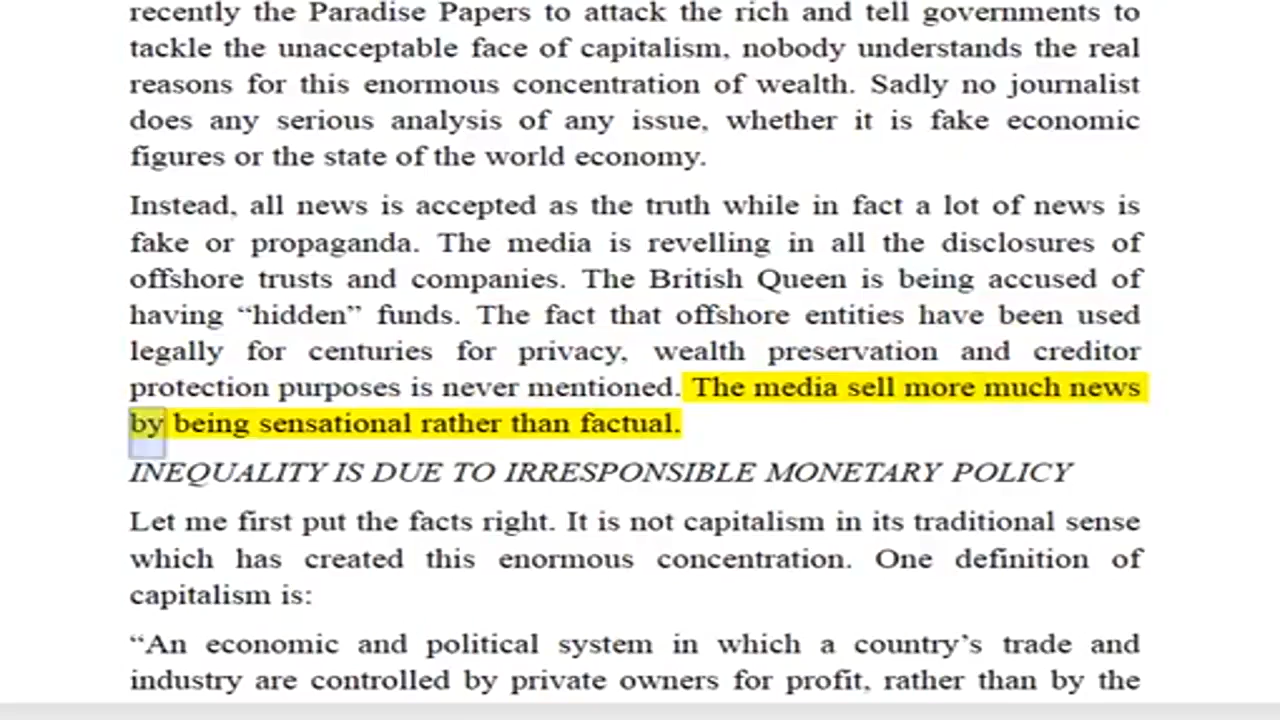 recently the Paradise Papers to attack the rich and tell governments to
tackle the unacceptable face of capitalism, nobody understands the real
reasons for this enormous concentration of wealth. Sadly no journalist
does any serious analysis of any issue, whether it is fake economic
figures or the state of the world economy.
Instead, all news is accepted as the truth while in fact a lot of news is
fake or propaganda. The media is revelling in all the disclosures of
offshore trusts and companies. The British Queen is being accused of
having “hidden” funds. The fact that offshore entities have been used
legally for centuries for privacy, wealth preservation and creditor
protection purposes is never mentioned. The media sell more much news
by being sensational rather than factual.
INEQUALITY IS DUE TO IRRESPONSIBLE MONETARY POLICY
Let me first put the facts right. It is not capitalism in its traditional sense
which has created this enormous concentration. One definition of
capitalism is:
“An economic and political system in which a country’s trade and
industry are controlled by private owners for profit, rather than by the